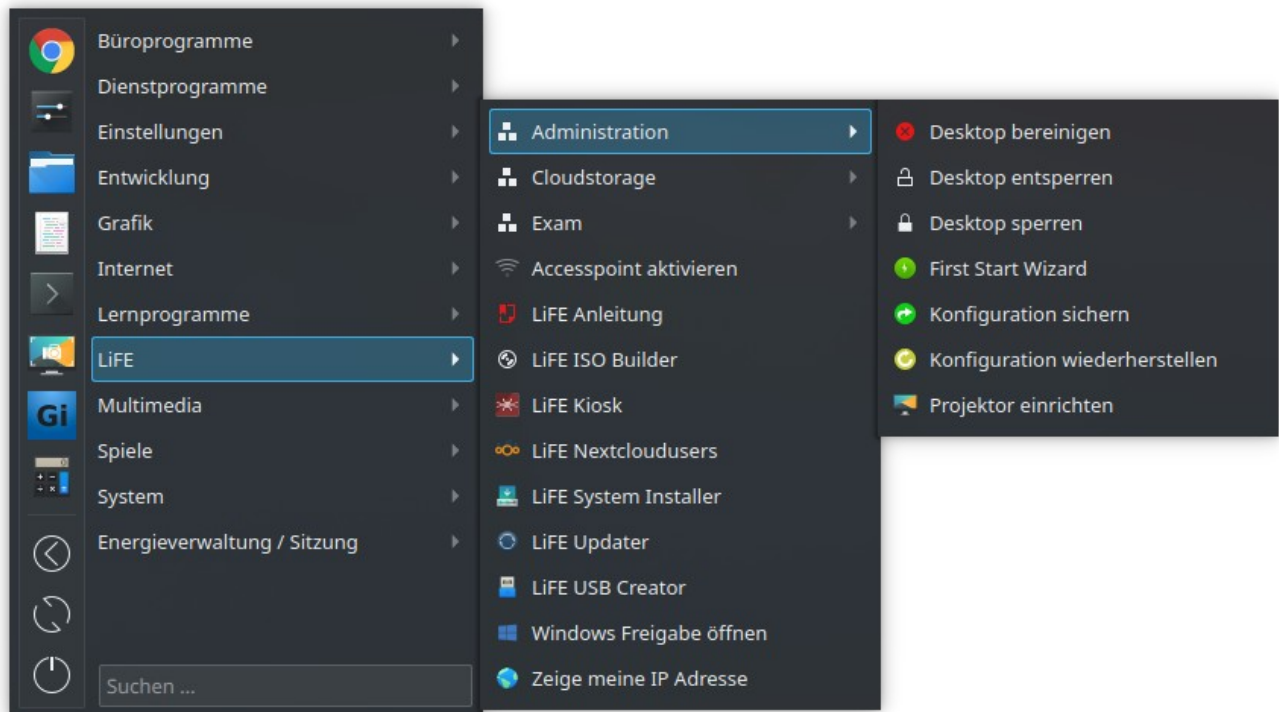 Büroprogramme
Dienstprogramme
Einstellungen
Entwicklung
Grafik
Internet
Lernprogramme
LiFE
Multimedia
Spiele
System
Energieverwaltung / Sitzung
Suchen ...
Gi
Administration
Cloudstorage
Exam
Accesspoint aktivieren
LiFE Anleitung
LiFE ISO Builder
LiFE Kiosk
LiFE Nextcloudusers
LiFE System Installer
LiFE Updater
LiFE USB Creator
Windows Freigabe öffnen
Zeige meine IP Adresse
Desktop bereinigen
Desktop entsperren
Desktop sperren
First Start Wizard
Konfiguration sichern
Konfiguration wiederherstellen
Projektor einrichten